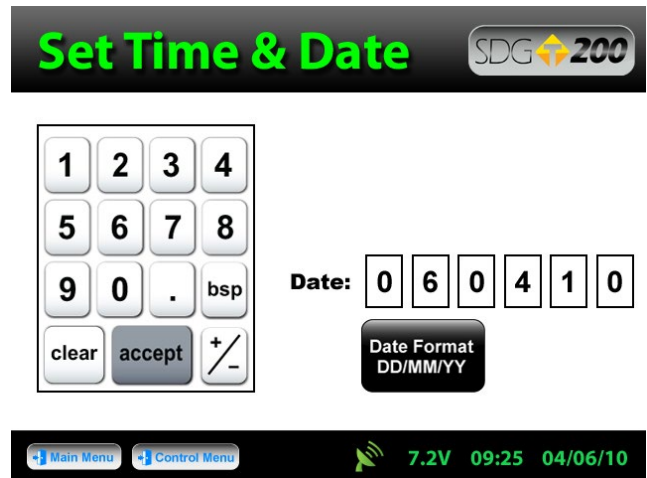 Set Time & Date
SDG T 200
1 2 3 4
5 6 7 8
9 0 . bsp
clear accept +/-
Date: 0 6 0 4 1 0
Date Format
DD/MM/YY
Main Menu Control Menu 7.2V 09:25 04/06/10